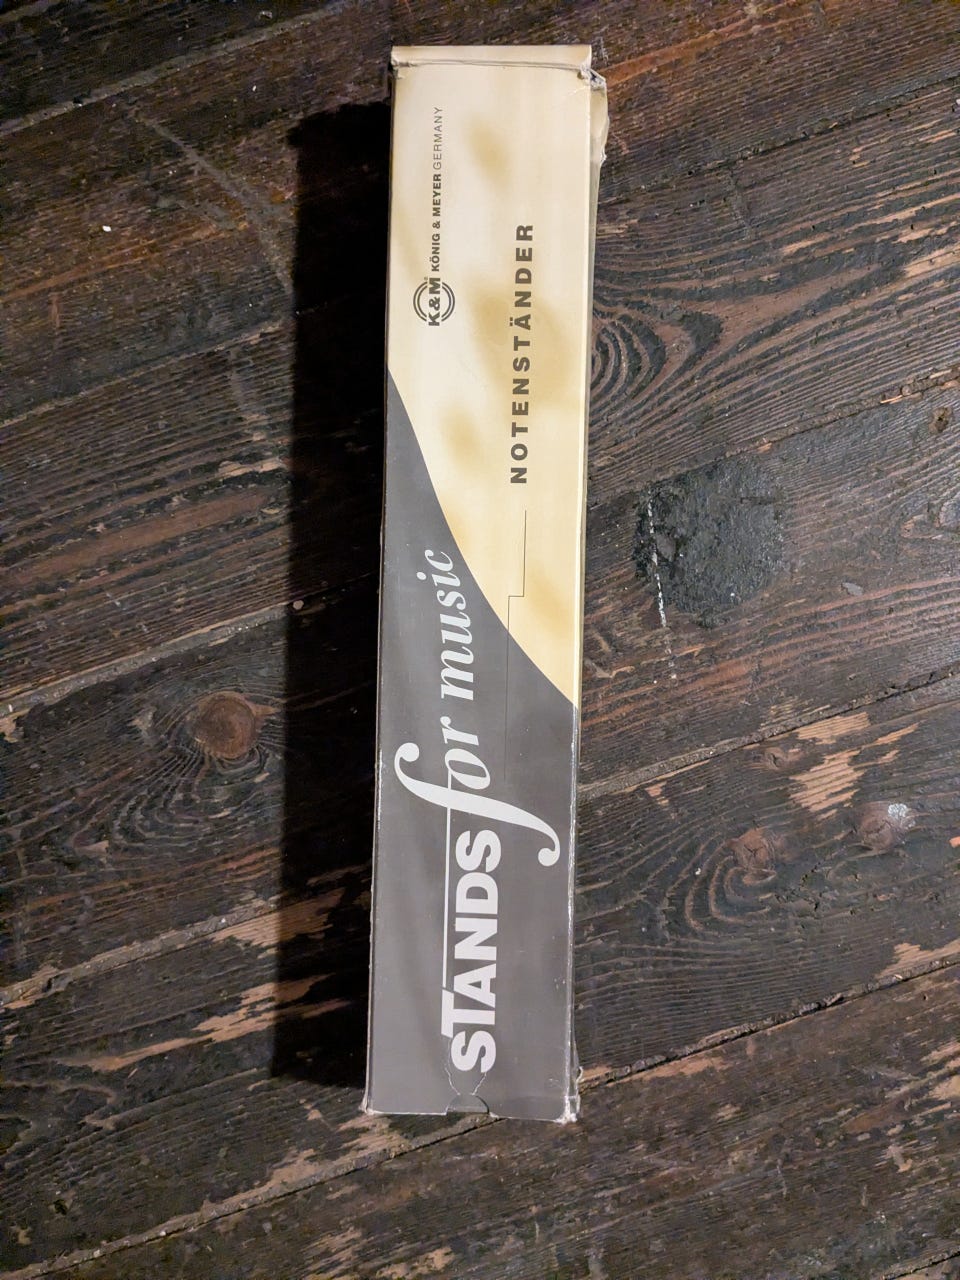 STANDS for music
NOTENSTÄNDER
K&M KÖNIG & MEYER GERMANY